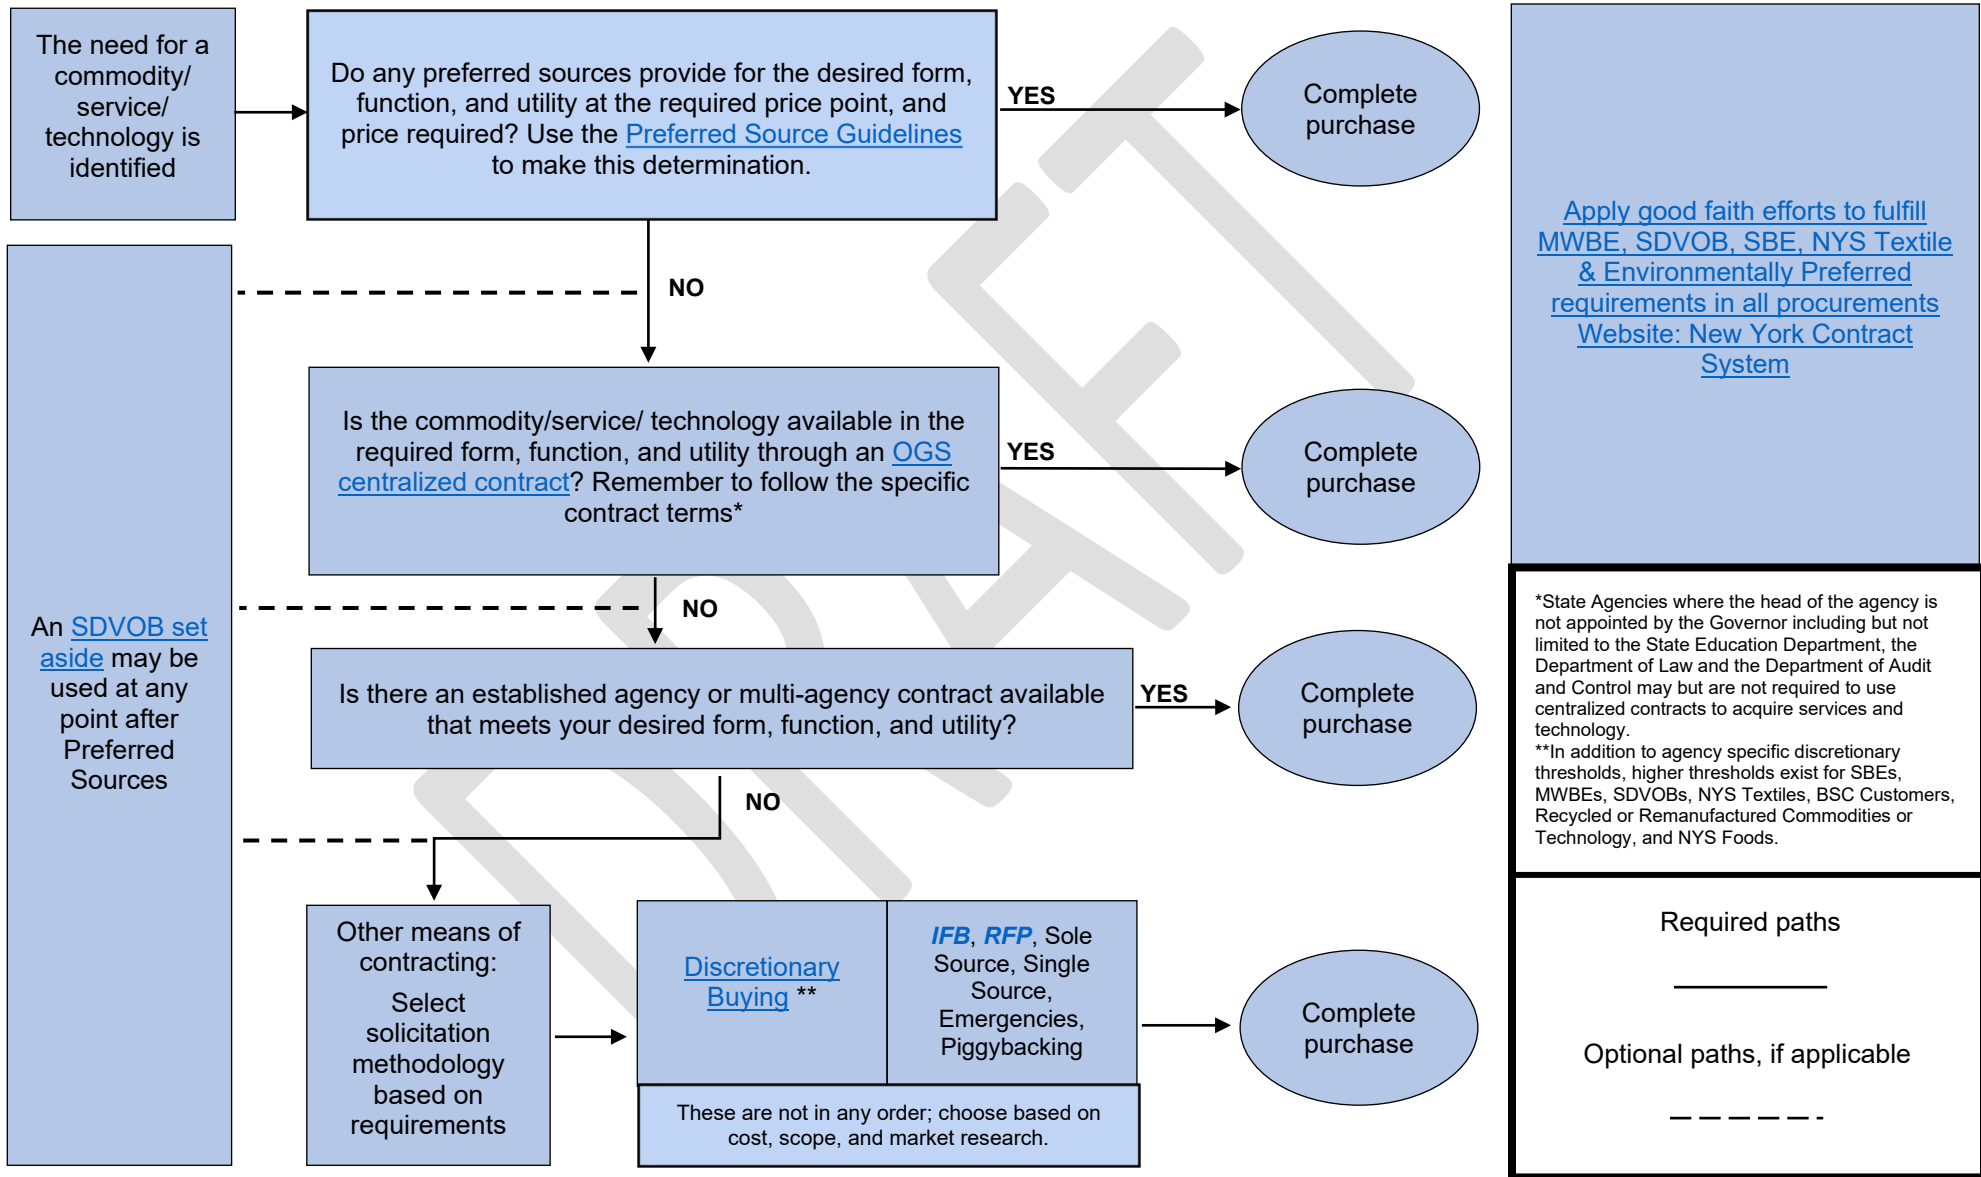 The need for a
commodity/
service/
technology is
identified
Do any preferred sources provide for the desired form,
function, and utility at the required price point, and
price required? Use the Preferred Source Guidelines
to make this determination.
YES
Complete
purchase
NO
Is the commodity/service/ technology available in the
required form, function, and utility through an OGS
centralized contract? Remember to follow the specific
contract terms*
YES
Complete
purchase
NO
Is there an established agency or multi-agency contract available
that meets your desired form, function, and utility?
YES
Complete
purchase
NO
An SDVOB set
aside may be
used at any
point after
Preferred
Sources
Other means of
contracting:
Select
solicitation
methodology
based on
requirements
Discretionary
Buying **
IFB, RFP, Sole
Source, Single
Source,
Emergencies,
Piggybacking
These are not in any order; choose based on
cost, scope, and market research.
Complete
purchase
Apply good faith efforts to fulfill
MWBE, SDVOB, SBE, NYS Textile
& Environmentally Preferred
requirements in all procurements
Website: New York Contract
System
*State Agencies where the head of the agency is
not appointed by the Governor including but not
limited to the State Education Department, the
Department of Law and the Department of Audit
and Control may but are not required to use
centralized contracts to acquire services and
technology.
**In addition to agency specific discretionary
thresholds, higher thresholds exist for SBEs,
MWBEs, SDVOBs, NYS Textiles, BSC Customers,
Recycled or Remanufactured Commodities or
Technology, and NYS Foods.
Required paths
Optional paths, if applicable
DRAFT